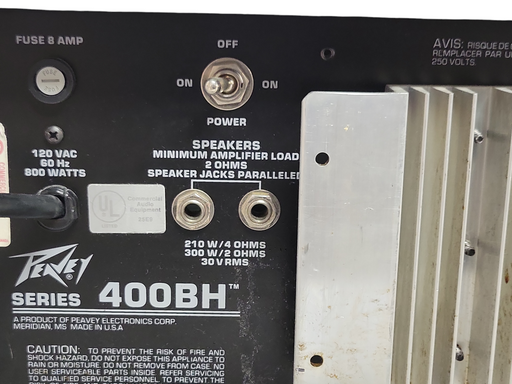 FUSE 8 AMP
OFF
ON
ON
POWER
AVIS: RISQUE DE
REMPLACER PAR U
250 VOLTS.
120 VAC
60 Hz
800 WATTS
SPEAKERS
MINIMUM AMPLIFIER LOAD
2 OHMS
SPEAKER JACKS PARALLELED
UL
Commercial
Audio
Equipment
210 W/4 OHMS
300 W/2 OHMS
30 V RMS
PEAVEY®
SERIES 400BH™
A PRODUCT OF PEAVEY ELECTRONICS CORP.
MERIDIAN, MS MADE IN U.S.A
CAUTION: TO PREVENT THE RISK OF FIRE AND
SHOCK HAZARD, DO NOT EXPOSE THIS APPLIANCE TO
RAIN OR MOISTURE. DO NOT REMOVE FROM CASE, NO
USER SERVICEABLE PARTS INSIDE. REFER SERVICING
TO QUALIFIED SERVICE PERSONNEL. TO PREVENT THE